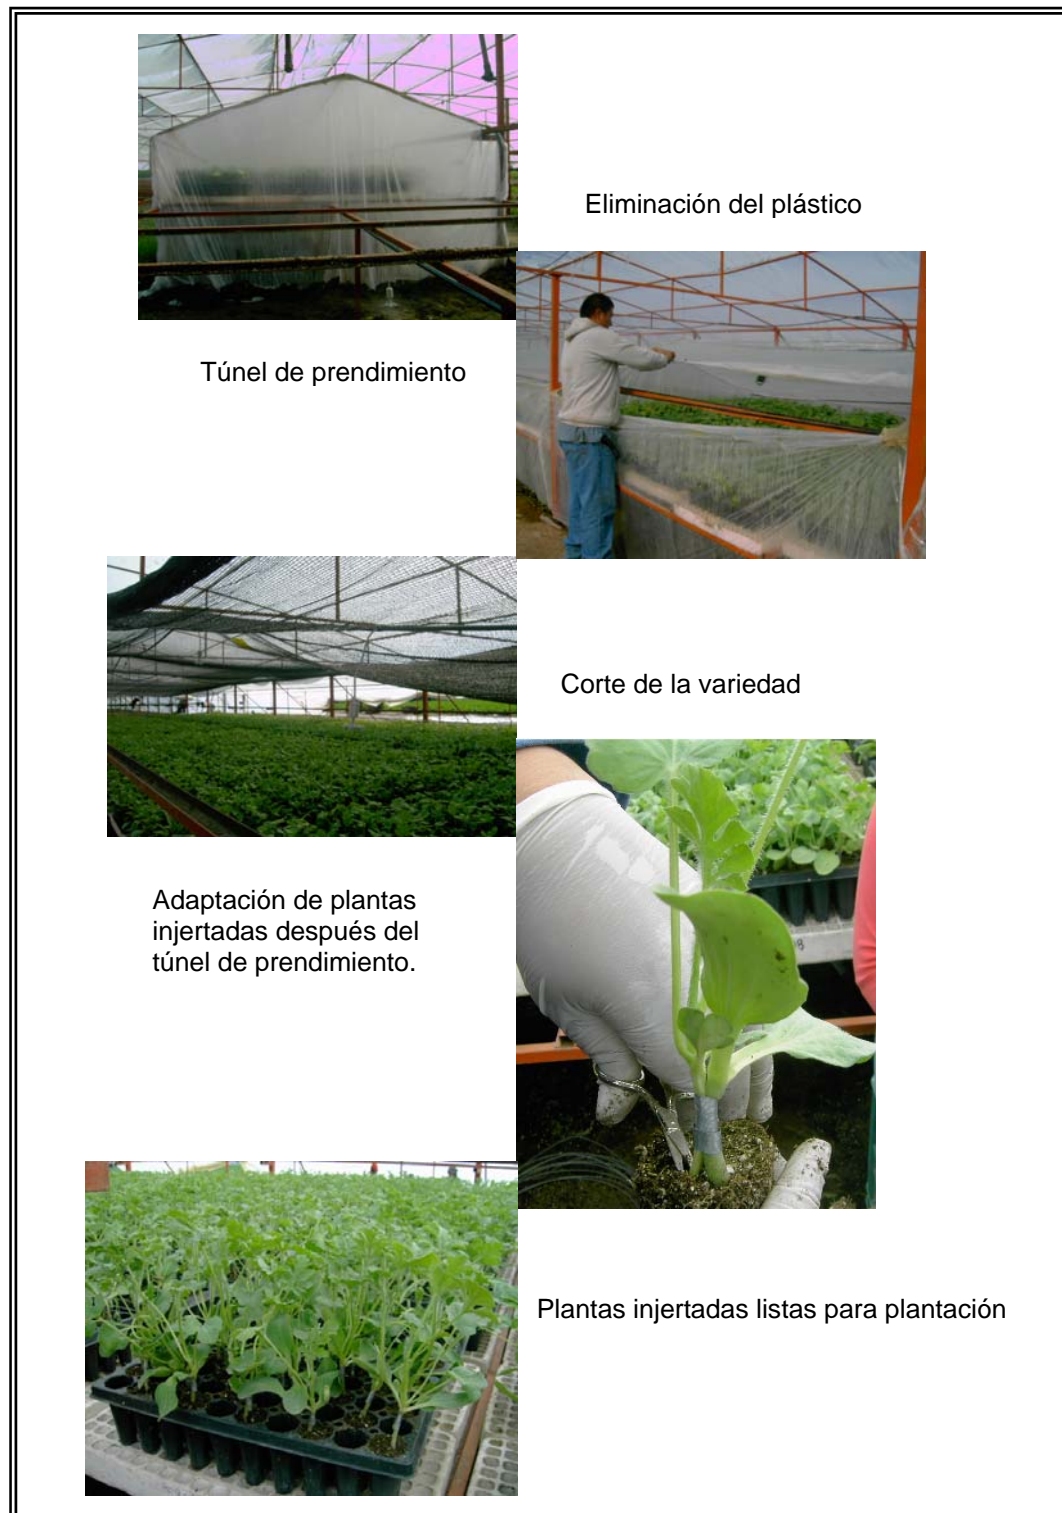 Eliminación del plástico
Túnel de prendimiento
Corte de la variedad
Adaptación de plantas
injertadas después del
túnel de prendimiento.
Plantas injertadas listas para plantación